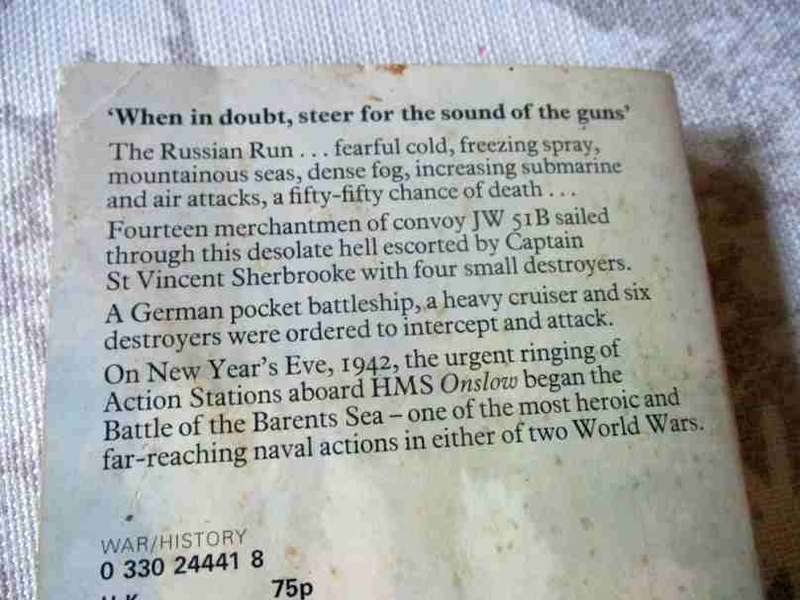 ‘When in doubt, steer for the sound of the guns’
The Russian Run . . . fearful cold, freezing spray,
mountainous seas, dense fog, increasing submarine
and air attacks, a fifty-fifty chance of death . . .
Fourteen merchantmen of convoy JW 51B sailed
through this desolate hell escorted by Captain
St Vincent Sherbrooke with four small destroyers.
A German pocket battleship, a heavy cruiser and six
destroyers were ordered to intercept and attack.
On New Year’s Eve, 1942, the urgent ringing of
Action Stations aboard HMS Onslow began the
Battle of the Barents Sea – one of the most heroic and
far-reaching naval actions in either of two World Wars.
WAR/HISTORY
0 330 24441 8
75p